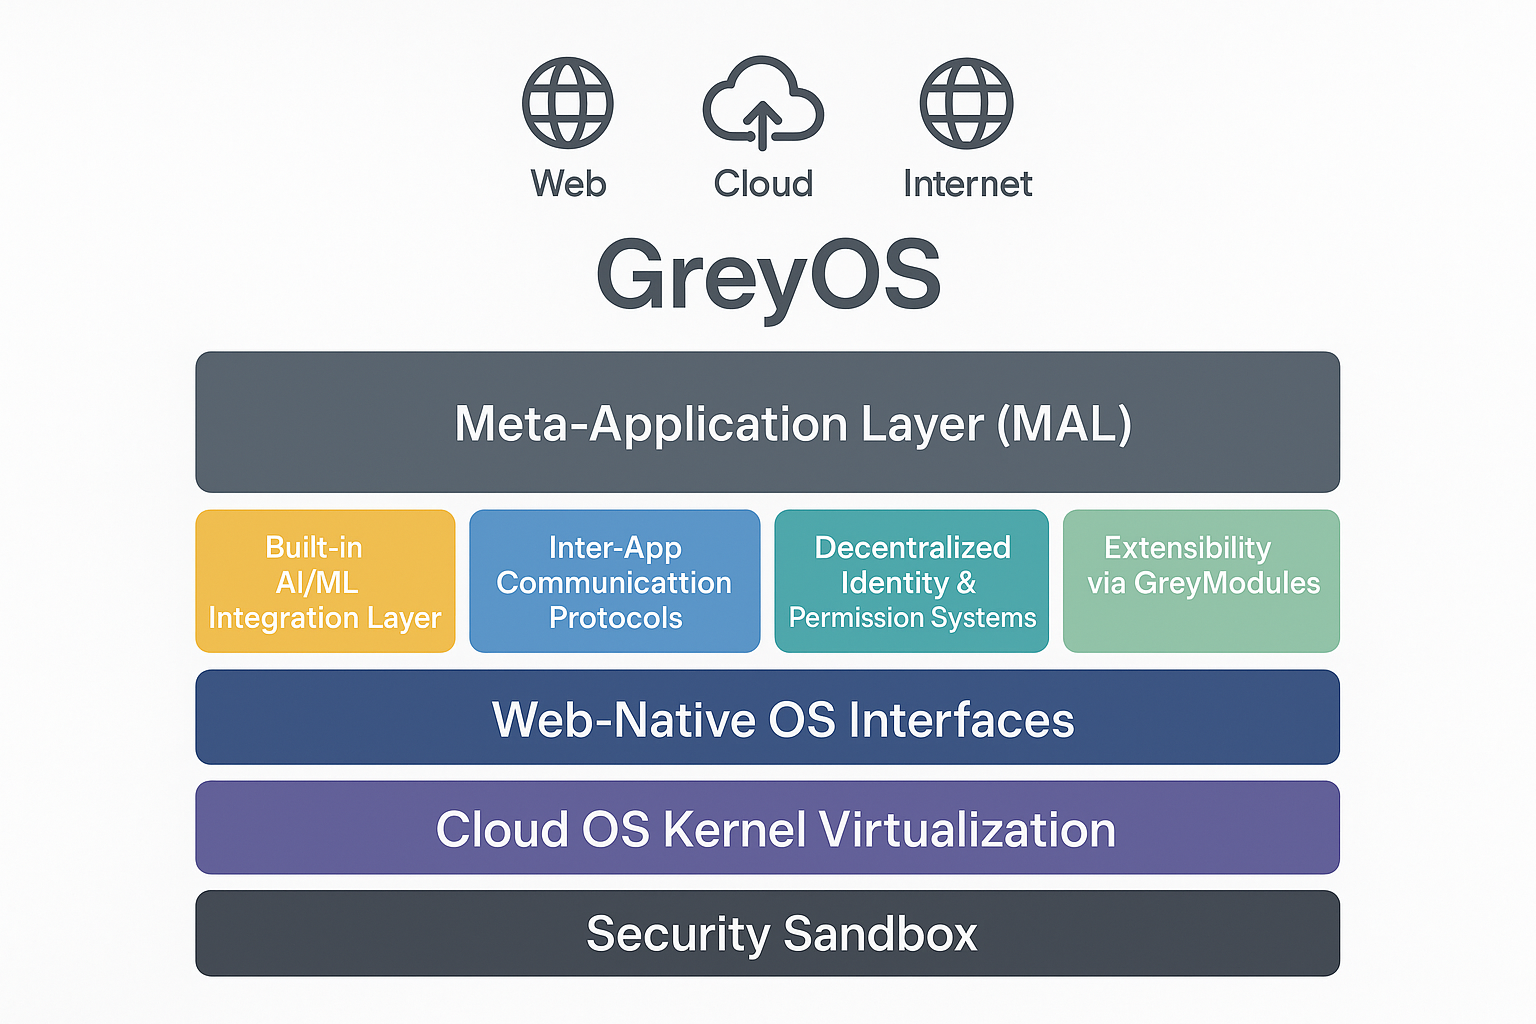 Web
Cloud
Internet
GreyOS
Meta-Application Layer (MAL)
Built-in
AI/ML
Integration Layer
Inter-App
Communicattion
Protocols
Decentralized
Identity &
Permission Systems
Extensibility
via GreyModules
Web-Native OS Interfaces
Cloud OS Kernel Virtualization
Security Sandbox